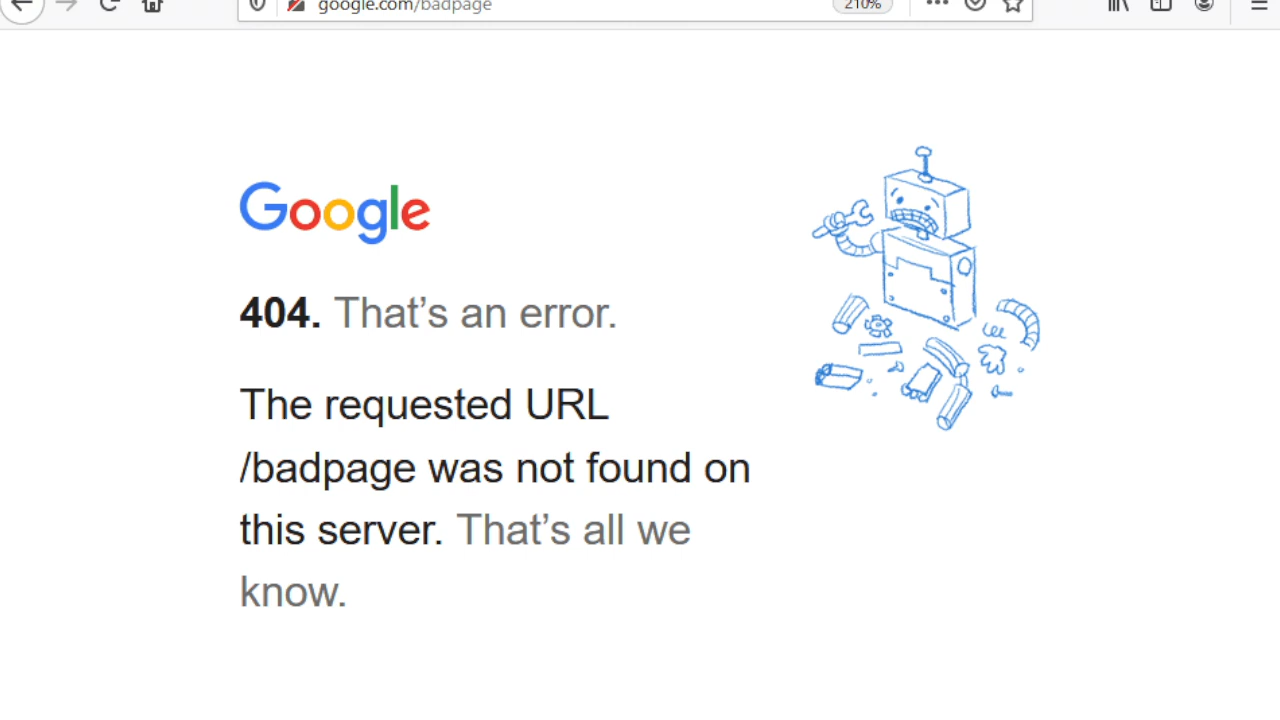 google.com/badpage
210%
Google
404. That’s an error.
The requested URL
/badpage was not found on
this server. That’s all we
know.